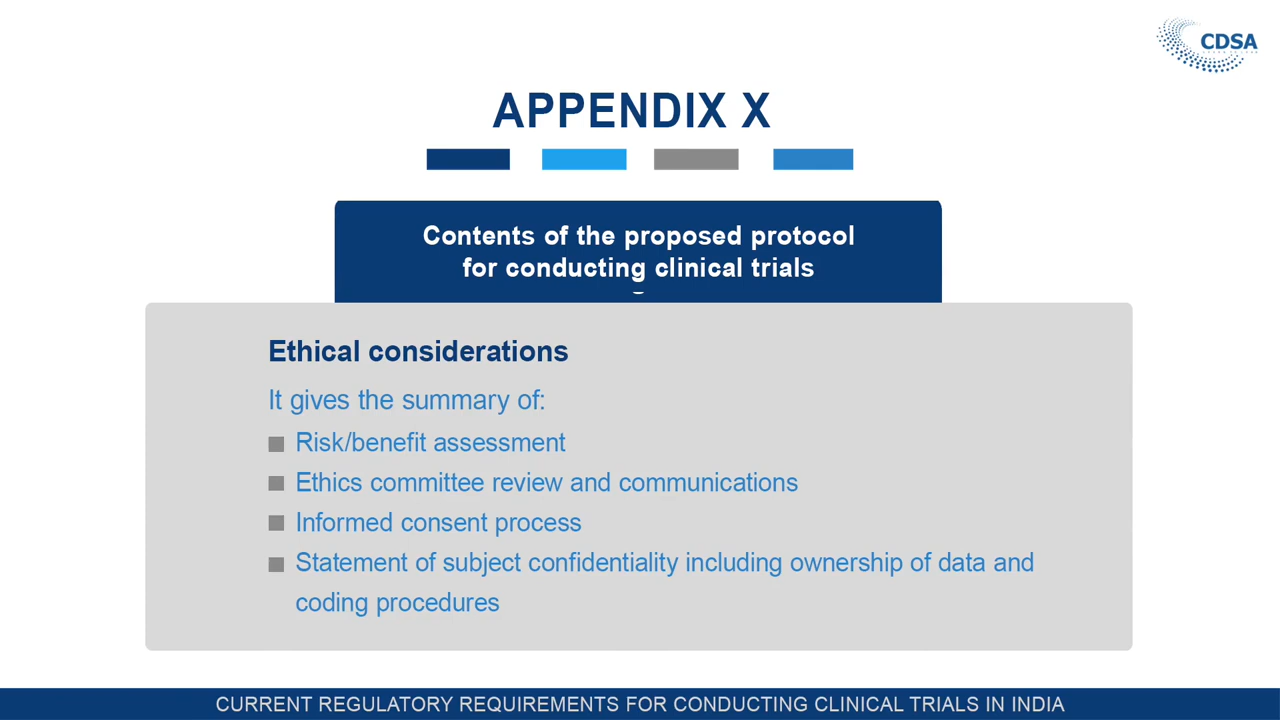 CDSA
APPENDIX X
Contents of the proposed protocol
for conducting clinical trials
Ethical considerations
It gives the summary of:
Risk/benefit assessment
Ethics committee review and communications
Informed consent process
Statement of subject confidentiality including ownership of data and
coding procedures
CURRENT REGULATORY REQUIREMENTS FOR CONDUCTING CLINICAL TRIALS IN INDIA